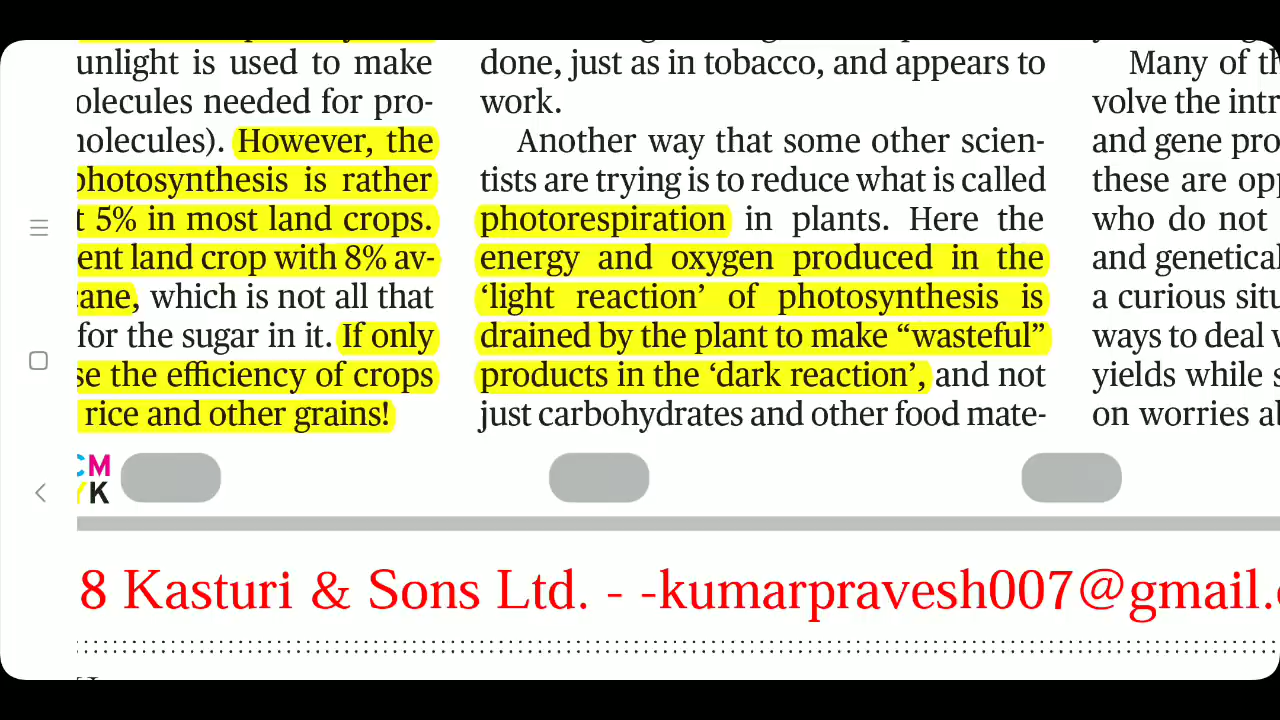 unlight is used to make
olecules needed for pro-
nolecules). However, the
photosynthesis is rather
t 5% in most land crops.
ent land crop with 8% av-
cane, which is not all that
for the sugar in it. If only
se the efficiency of crops
rice and other grains!
done, just as in tobacco, and appears to
work.
Another way that some other scien-
tists are trying is to reduce what is called
photorespiration in plants. Here the
energy and oxygen produced in the
‘light reaction’ of photosynthesis is
drained by the plant to make “wasteful”
products in the ‘dark reaction’, and not
just carbohydrates and other food mate-
Many of th
volve the intr
and gene pro
these are opp
who do not
and genetical
a curious situ
ways to deal w
yields while s
on worries ab
CM
YK
8 Kasturi & Sons Ltd. - -kumarpravesh007@gmail.